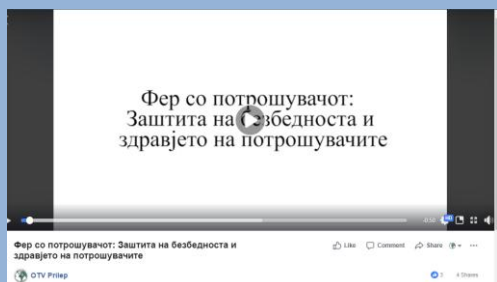 Фер со потрошувачот:
Заштита на безбедноста и
здравјето на потрошувачите
HD
Фер со потрошувачот: Заштита на безбедноста и
здравјето на потрошувачите
Like Comment Share
OTV Prilep
4 Shares